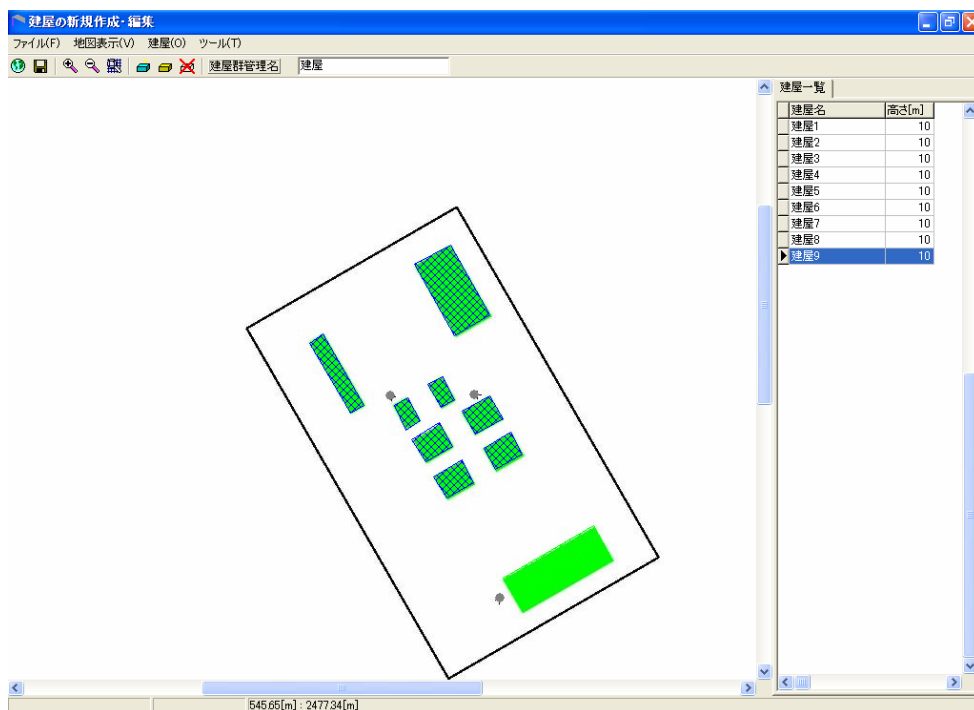 建屋の新規作成・編集
ファイル(F) 地図表示(V) 建屋(O) ツール(T)
建屋群管理名 建屋
建屋一覧
建屋名 高さ[m]
建屋1 10
建屋2 10
建屋3 10
建屋4 10
建屋5 10
建屋6 10
建屋7 10
建屋8 10
建屋9 10
545.65[m] : 2477.34[m]